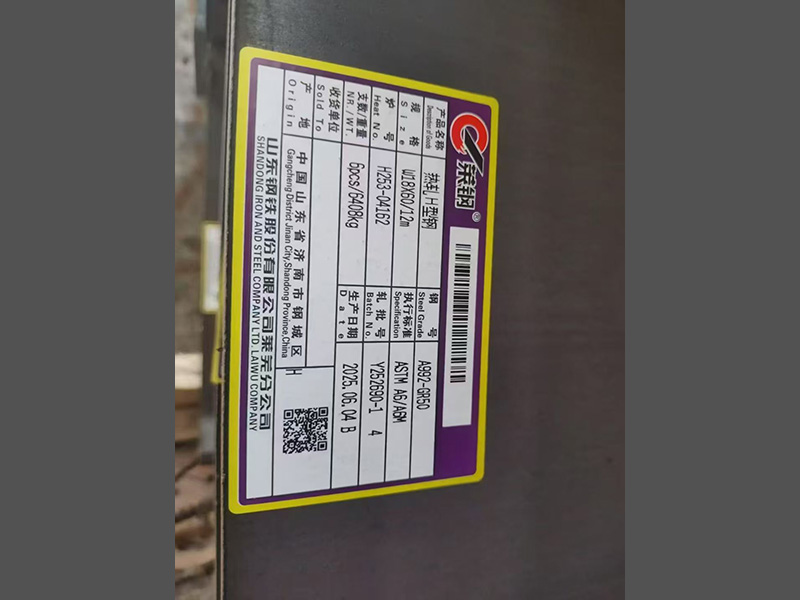 莱钢®
产品名称 热轧 H型钢 钢 号 A992-GR50
Description of Goods Steel Grade
规 格 W18X60/12m 执行标准 ASTM A6/A6M
Size Specification
炉 号 H253-04162 轧 批 号 Y252690-1 4
Heat No. Batch No.
支数/重量 6pcs/6408kg 生产日期 2025.06.04 B
NR./WT. Date
收货单位
Sold To
产 地 中国山东省济南市钢城区 H
Origin Gangcheng District Jinan City,Shandong Province,China
山东钢铁股份有限公司莱芜分公司
SHANDONG IRON AND STEEL COMPANY LTD. LAIWU COMPANY